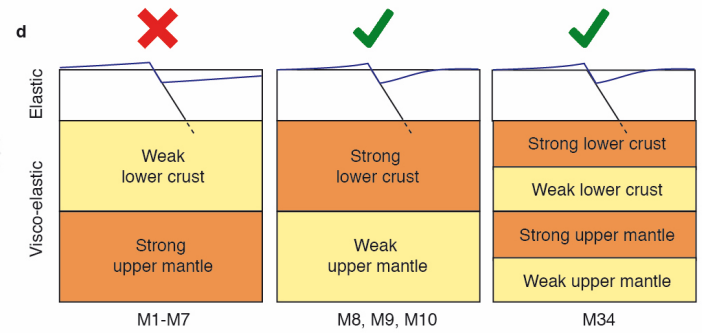 d
Elastic
Visco-elastic
Weak
lower crust
Strong
upper mantle
M1-M7
Strong
lower crust
Weak
upper mantle
M8, M9, M10
Strong lower crust
Weak lower crust
Strong upper mantle
Weak upper mantle
M34